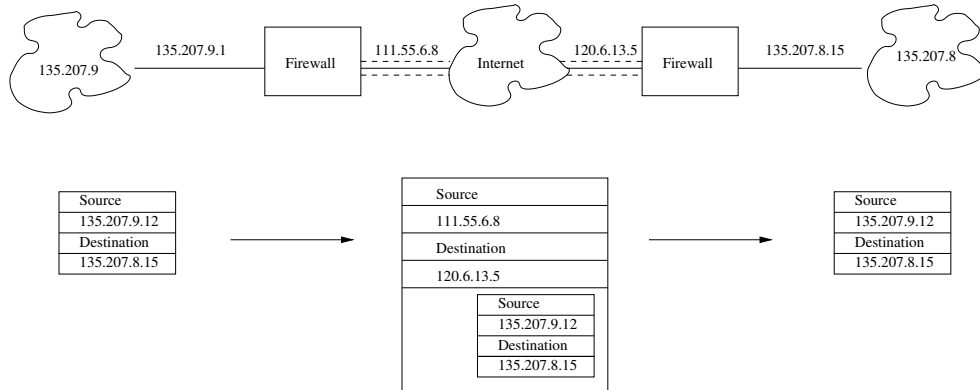 135.207.9
135.207.9.1
Firewall
111.55.6.8
Internet
120.6.13.5
Firewall
135.207.8.15
135.207.8
Source
135.207.9.12
Destination
135.207.8.15
Source
111.55.6.8
Destination
120.6.13.5
Source
135.207.9.12
Destination
135.207.8.15
Source
135.207.9.12
Destination
135.207.8.15